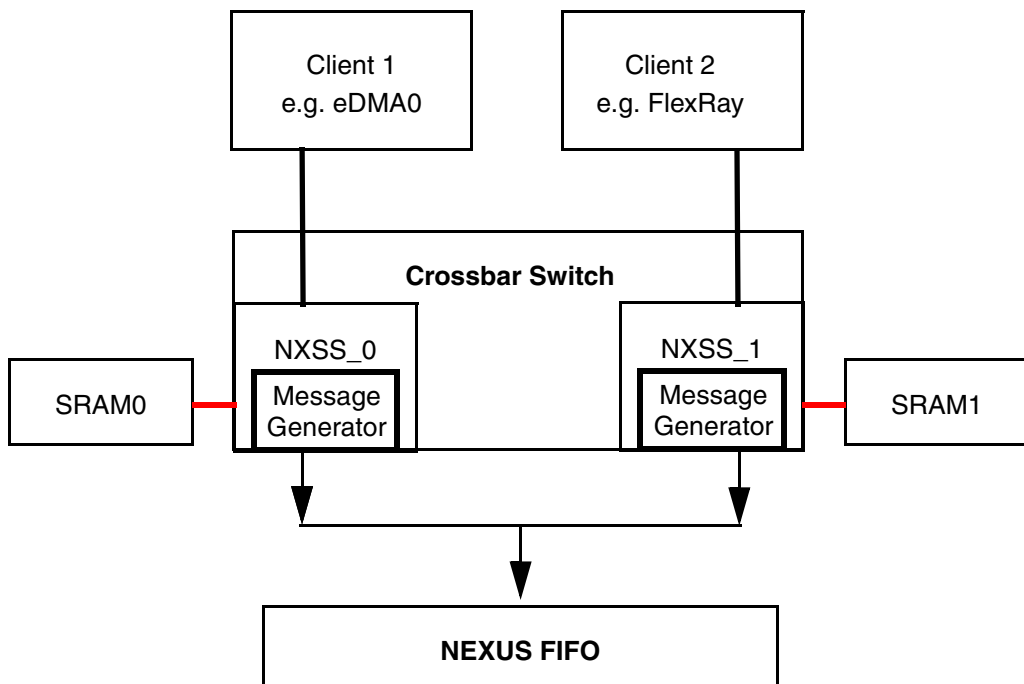 Client 1
e.g. eDMA0
Client 2
e.g. FlexRay
Crossbar Switch
NXSS_0
NXSS_1
SRAM0
Message
Generator
Message
Generator
SRAM1
NEXUS FIFO